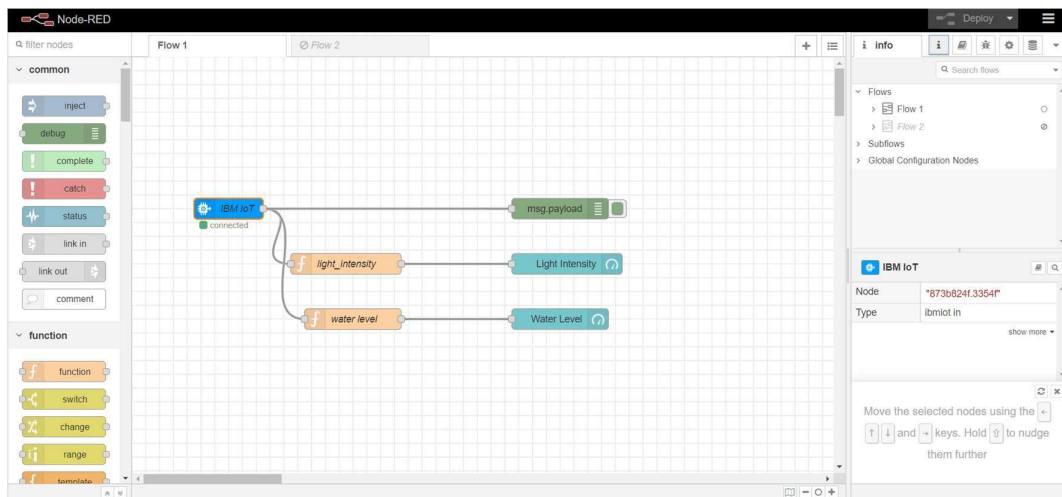 Node-RED
Deploy
filter nodes
Flow 1
Flow 2
info
i
Search flows
common
inject
debug
complete
catch
status
link in
link out
comment
function
function
switch
change
range
template
IBM IoT
connected
msg.payload
light_intensity
Light Intensity
water level
Water Level
Flows
Flow 1
Flow 2
Subflows
Global Configuration Nodes
IBM IoT
Node "873b824f.3354f"
Type ibmiot in
show more
Move the selected nodes using the ←
↑ ↓ and → keys. Hold ⇧ to nudge
them further